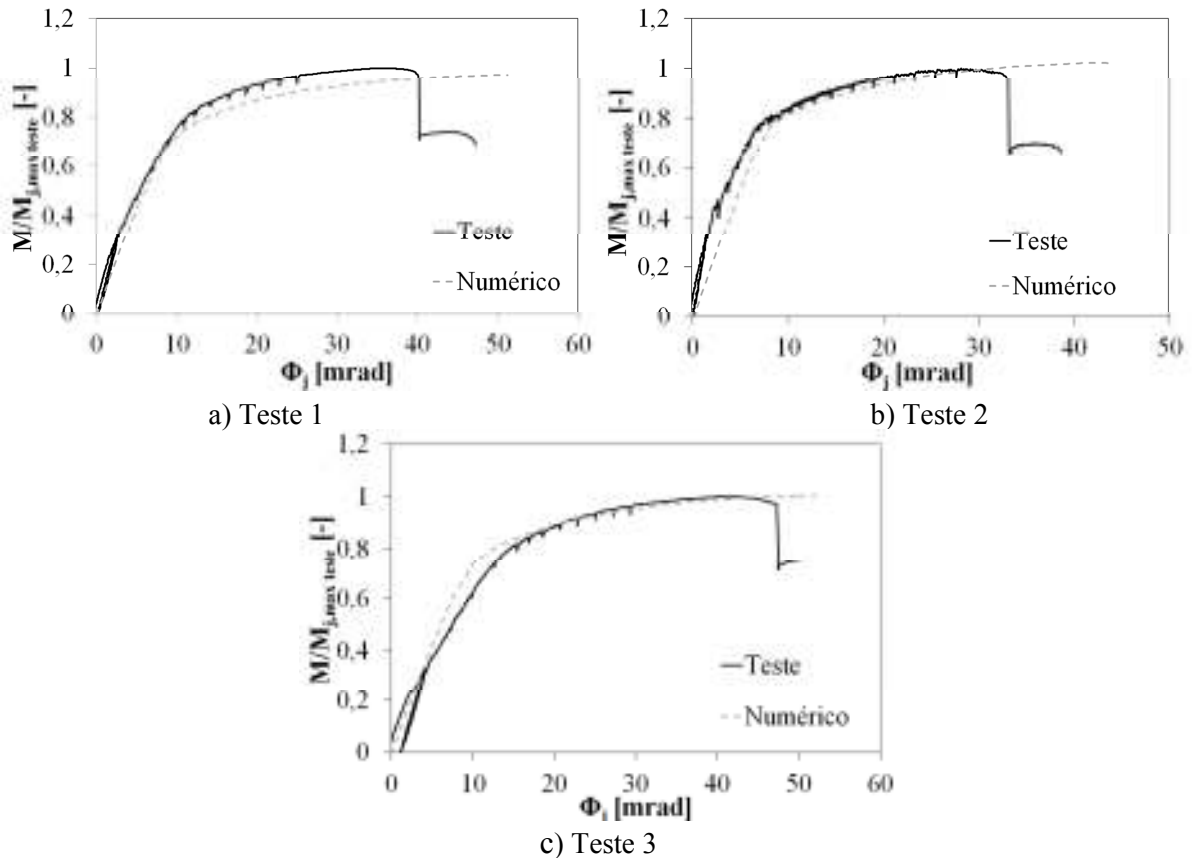 1,2
1
0,8
0,6
0,4
0,2
0
M/M_j,max teste [-]
Teste
Numérico
0 10 20 30 40 50 60
Φ_j [mrad]
a) Teste 1
1,2
1
0,8
0,6
0,4
0,2
0
M/M_j,max teste [-]
Teste
Numérico
0 10 20 30 40 50
Φ_j [mrad]
b) Teste 2
1,2
1
0,8
0,6
0,4
0,2
0
M/M_j,max teste [-]
Teste
Numérico
0 10 20 30 40 50 60
Φ_j [mrad]
c) Teste 3